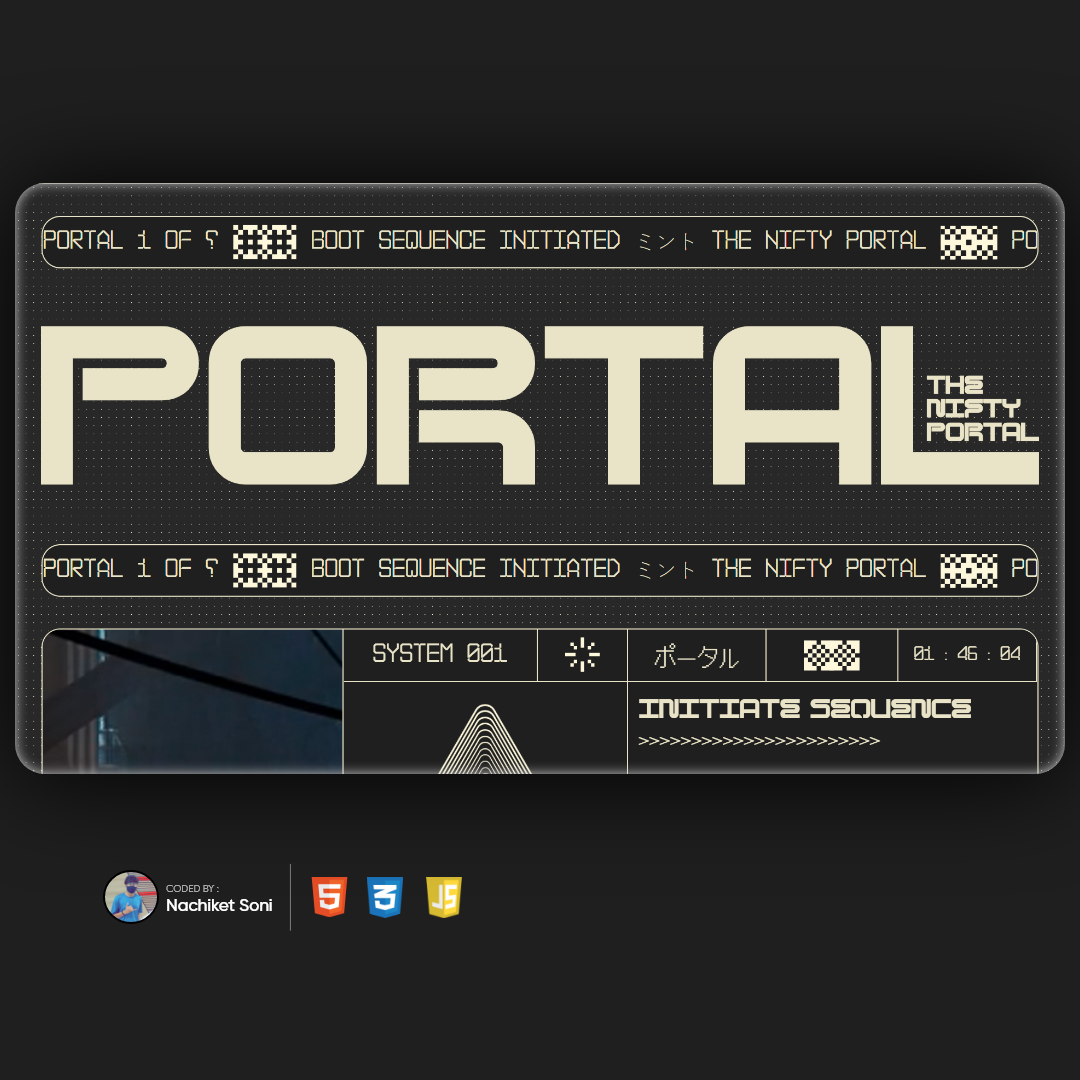 PORTAL 1 OF ʕ BOOT SEQUENCE INITIATED ミント THE NIFTY PORTAL PO
PORTAL
THE
NIFTY
PORTAL
PORTAL 1 OF ʕ BOOT SEQUENCE INITIATED ミント THE NIFTY PORTAL PO
SYSTEM 001 ポータル 01 : 46 : 04
INITIATE SEQUENCE
>>>>>>>>>>>>>>>>>>>>>>>
CODED BY :
Nachiket Soni
5 3 JS